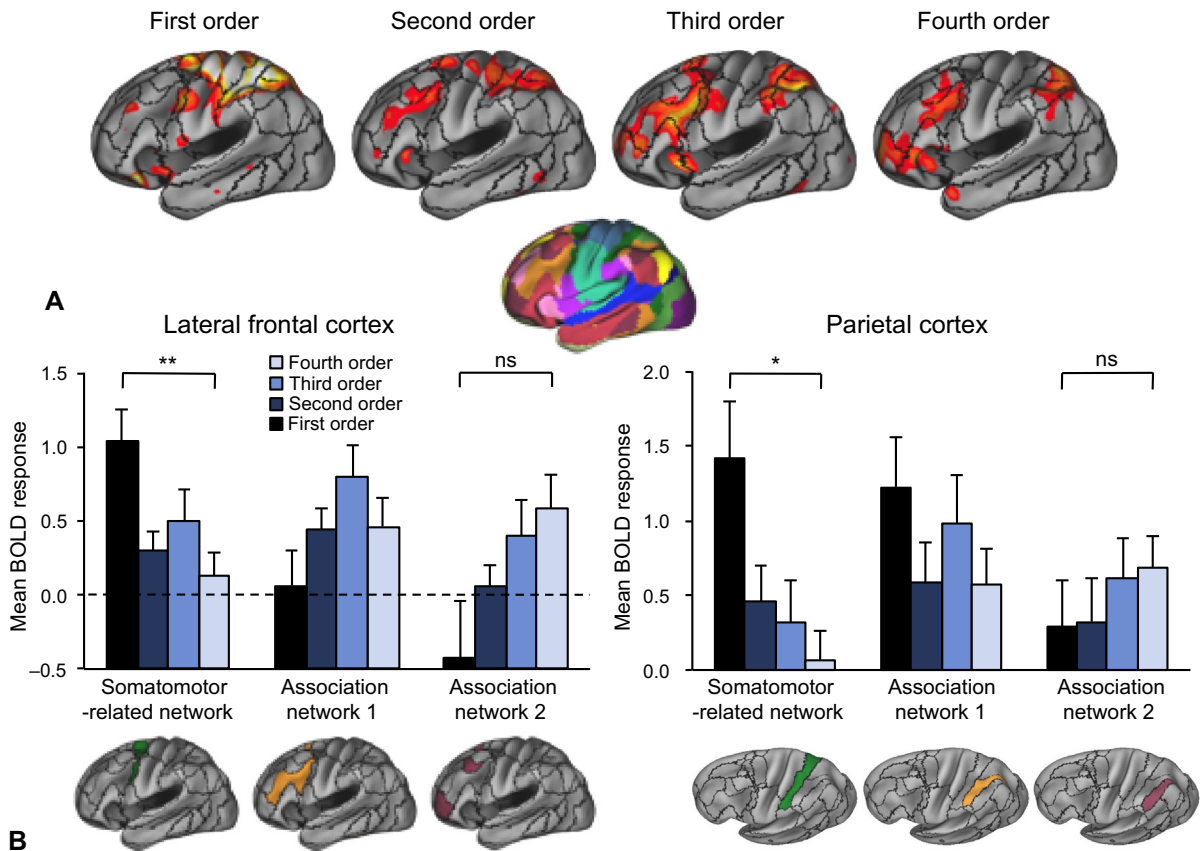 First order
Second order
Third order
Fourth order
A
Lateral frontal cortex
Mean BOLD response
1.5
1.0
0.5
0.0
–0.5
**
ns
Fourth order
Third order
Second order
First order
Somatomotor
-related network
Association
network 1
Association
network 2
Parietal cortex
Mean BOLD response
2.0
1.5
1.0
0.5
0.0
*
ns
Somatomotor
-related network
Association
network 1
Association
network 2
B